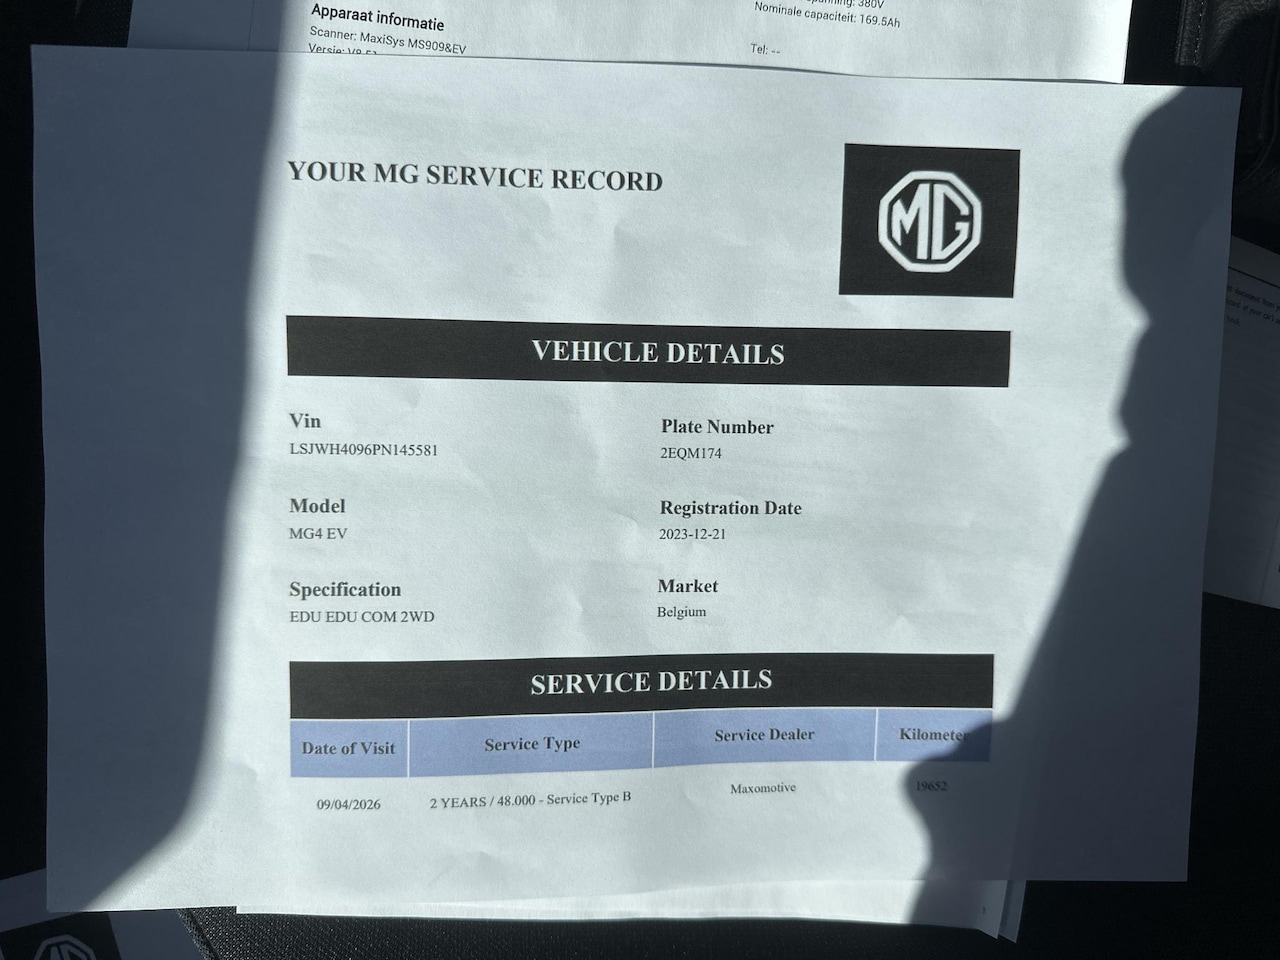 Apparaat informatie
Scanner: MaxiSys MS909&EV
Versie:
380V
Nominale capaciteit: 169.5Ah
Tel: --
YOUR MG SERVICE RECORD
MG
VEHICLE DETAILS
Vin
LSJWH4096PN145581
Plate Number
2EQM174
Model
MG4 EV
Registration Date
2023-12-21
Specification
EDU EDU COM 2WD
Market
Belgium
SERVICE DETAILS
Date of Visit Service Type Service Dealer Kilometer
09/04/2026 2 YEARS / 48.000 - Service Type B Maxomotive 19652